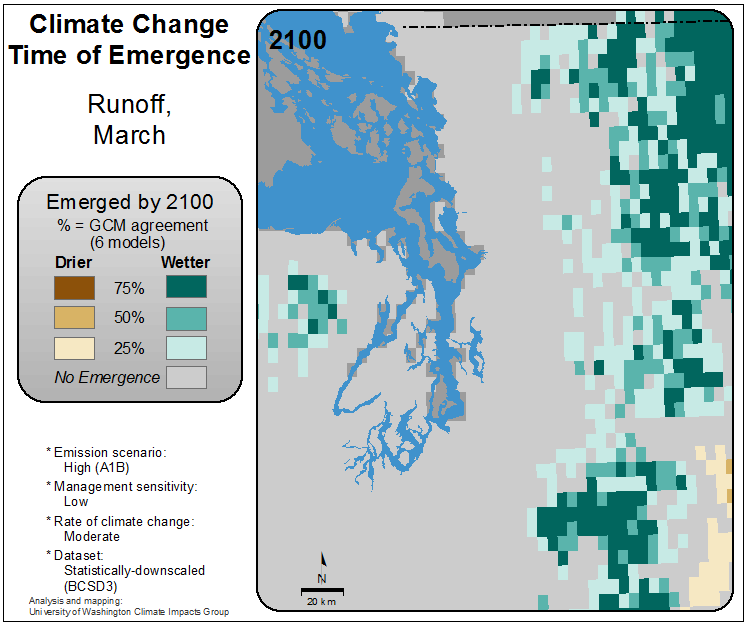 Climate Change
Time of Emergence
Runoff,
March
Emerged by 2100
% = GCM agreement
(6 models)
Drier Wetter
75%
50%
25%
No Emergence
* Emission scenario:
High (A1B)
* Management sensitivity:
Low
* Rate of climate change:
Moderate
* Dataset:
Statistically-downscaled
(BCSD3)
Analysis and mapping:
University of Washington Climate Impacts Group
2100
N
20 km